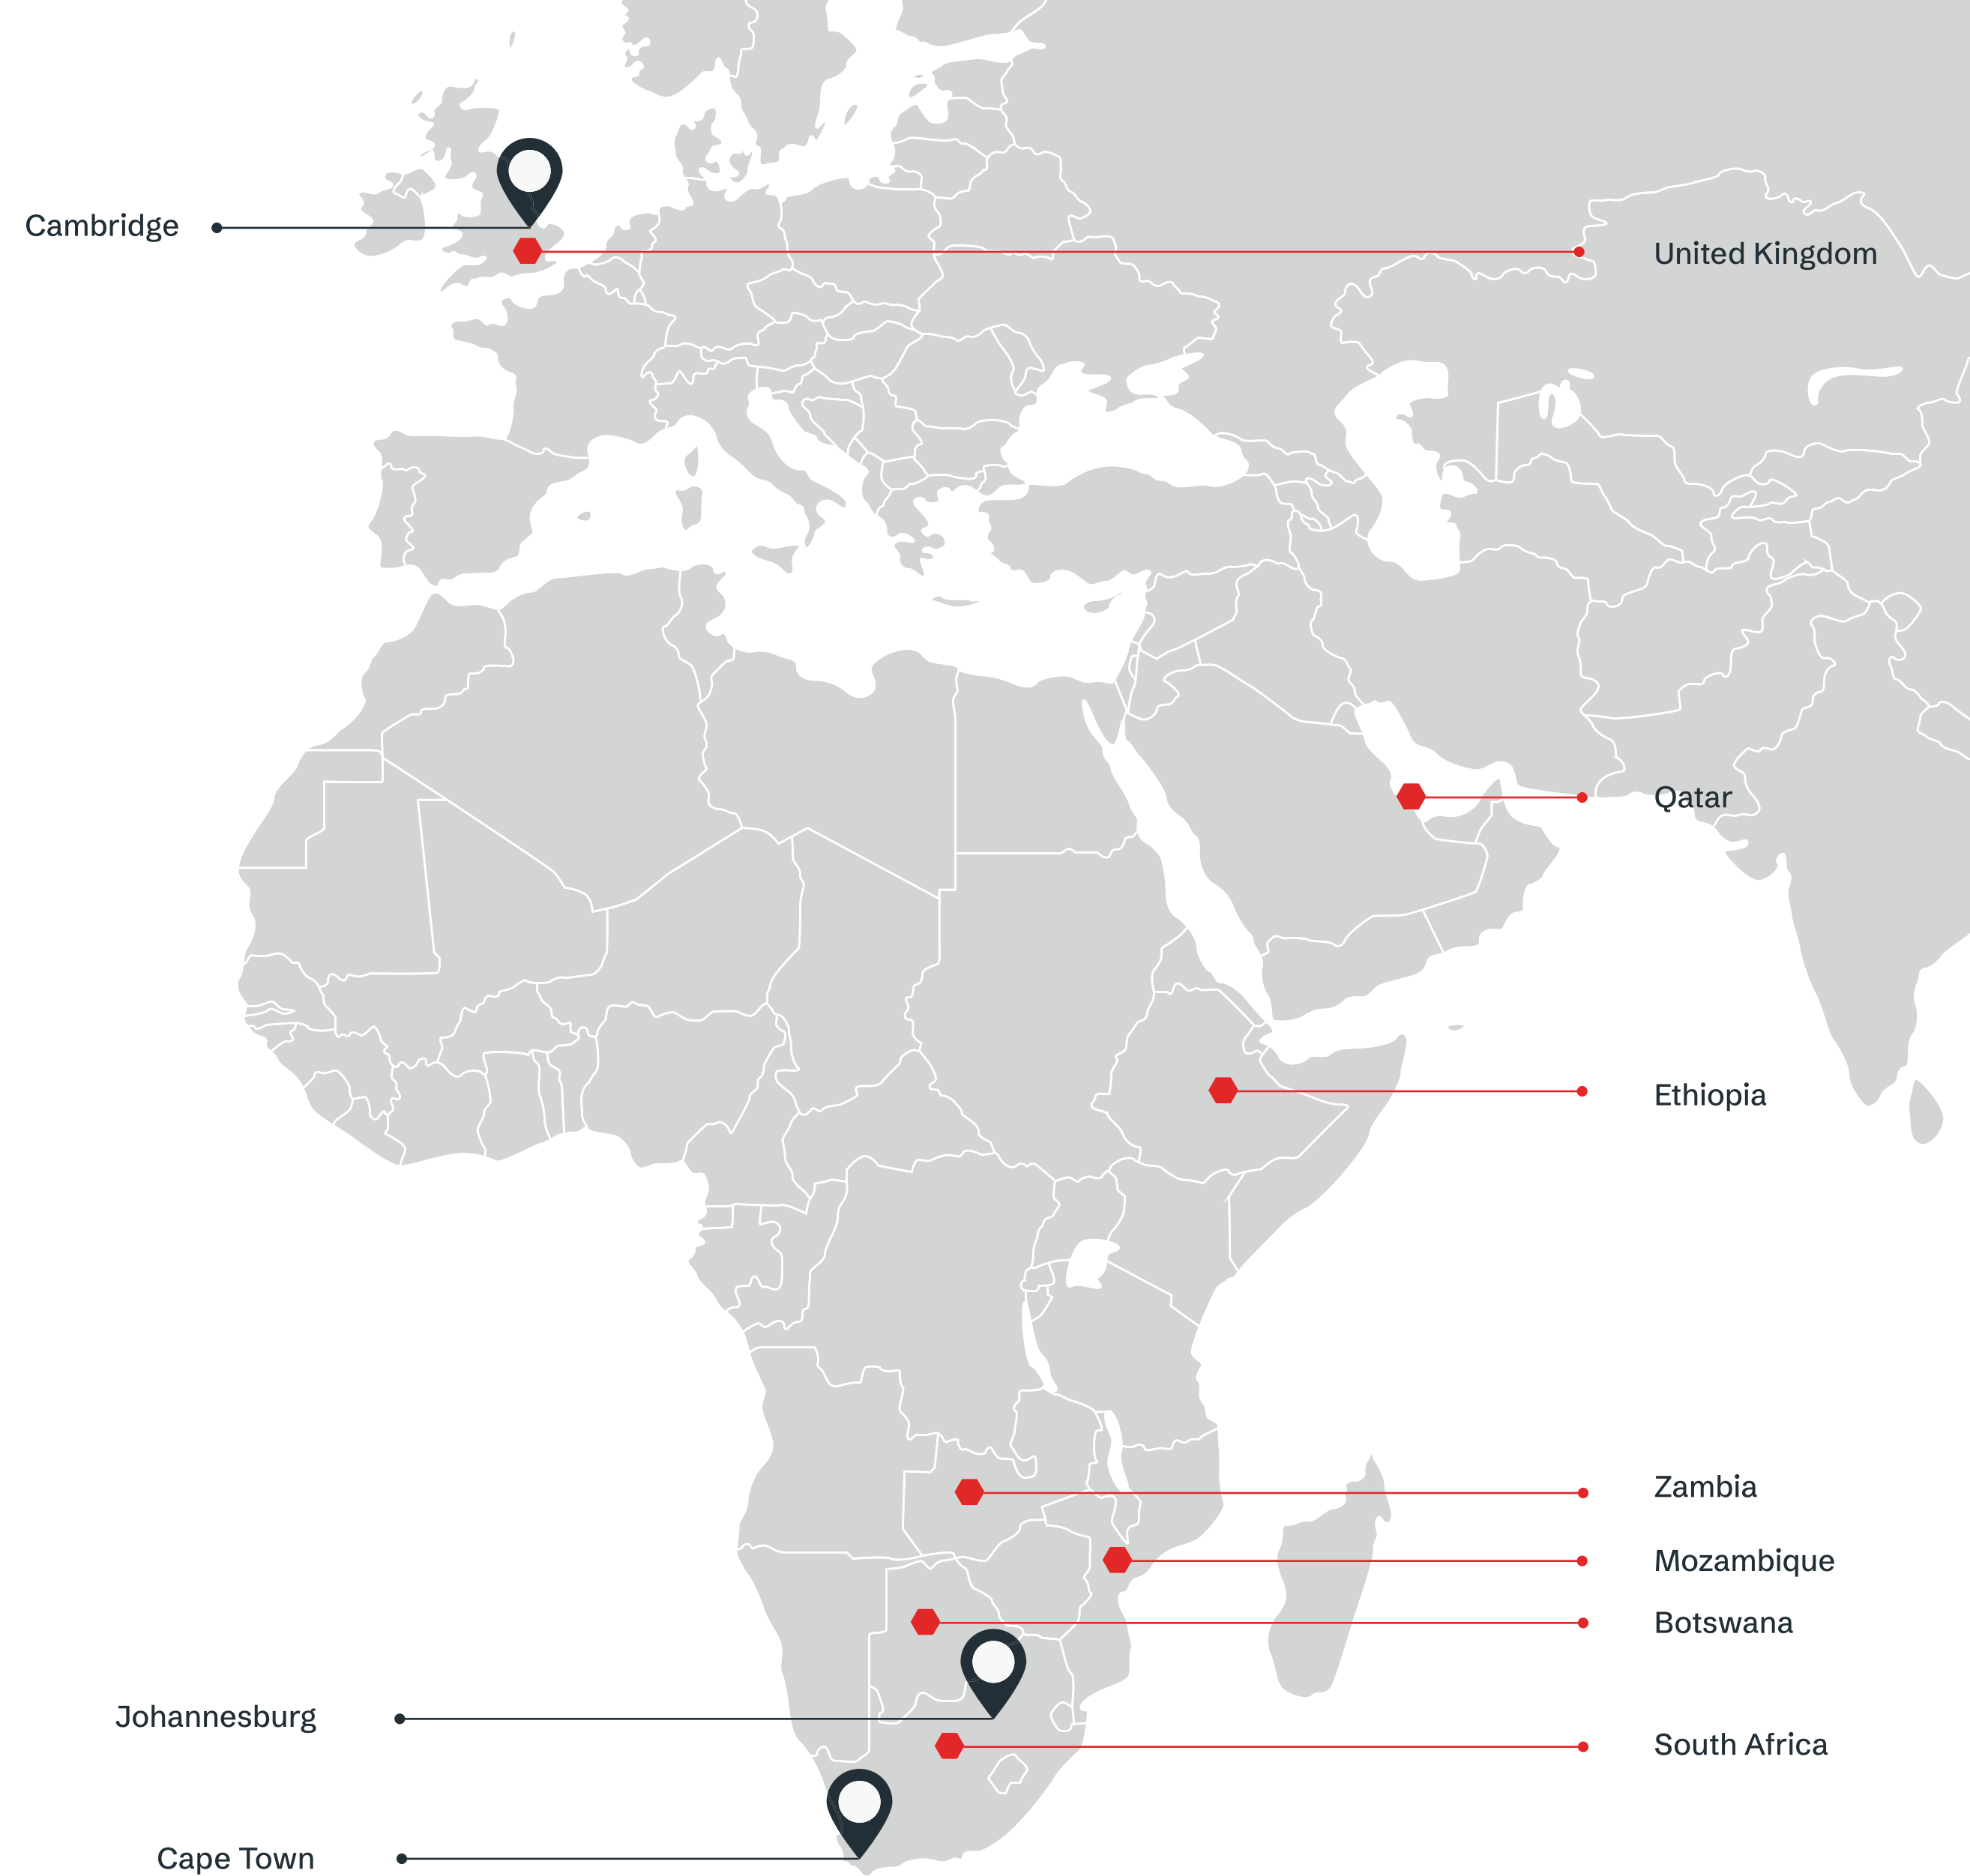 Cambridge
United Kingdom
Qatar
Ethiopia
Zambia
Mozambique
Botswana
Johannesburg
South Africa
Cape Town